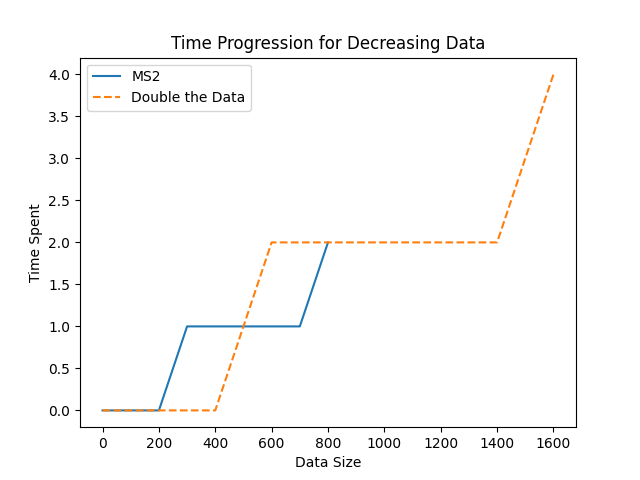 Time Progression for Decreasing Data
MS2
Double the Data
4.0
3.5
3.0
2.5
2.0
1.5
1.0
0.5
0.0
Time Spent
0 200 400 600 800 1000 1200 1400 1600
Data Size